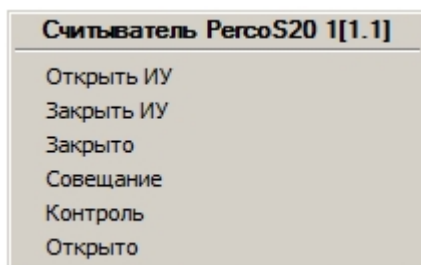 Считыватель PercoS20 1[1.1]
Открыть ИУ
Закрыть ИУ
Закрыто
Совещание
Контроль
Открыто